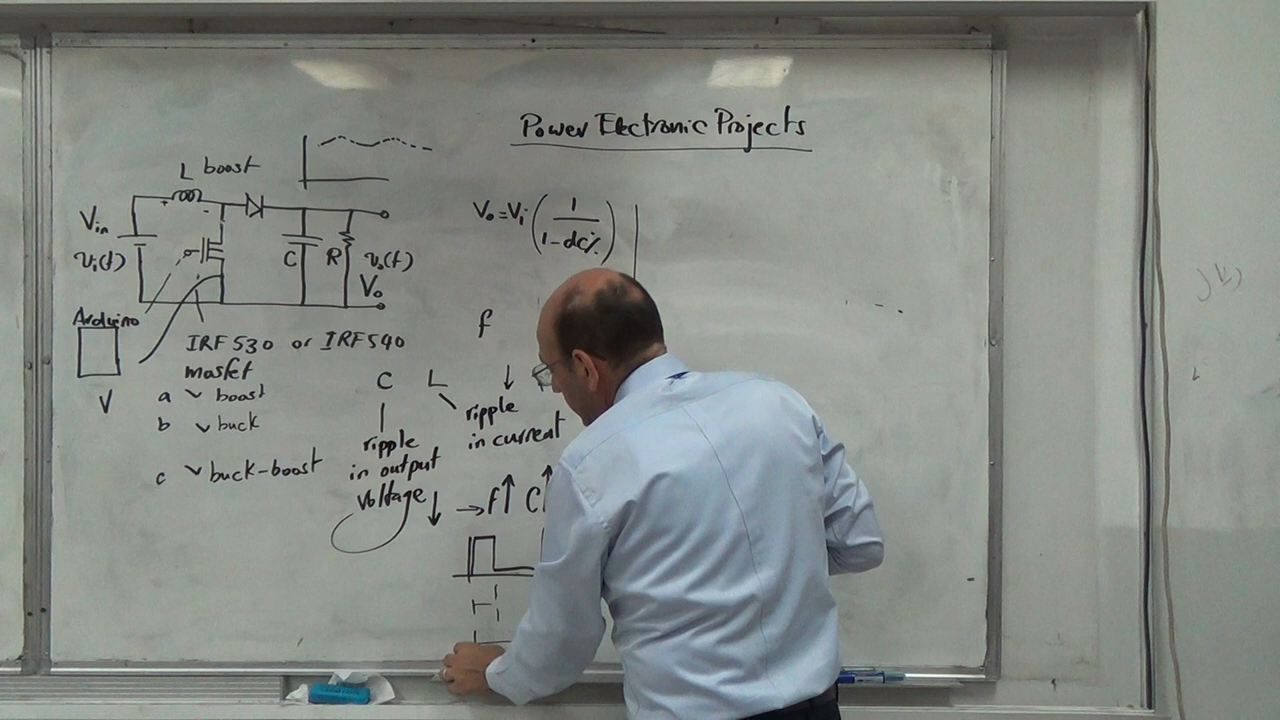 Power Electronic Projects
L boost
Vin
vi(t)
C
R
vo(t)
Vo
Vo = Vi (1 / 1-dc%)
Arduino
IRF530 or IRF540
mosfet
V
a ✓ boost
b ✓ buck
c ✓ buck-boost
f
C L ↓
ripple
in current
ripple
in output
voltage ↓ → f↑ C↑
+
-